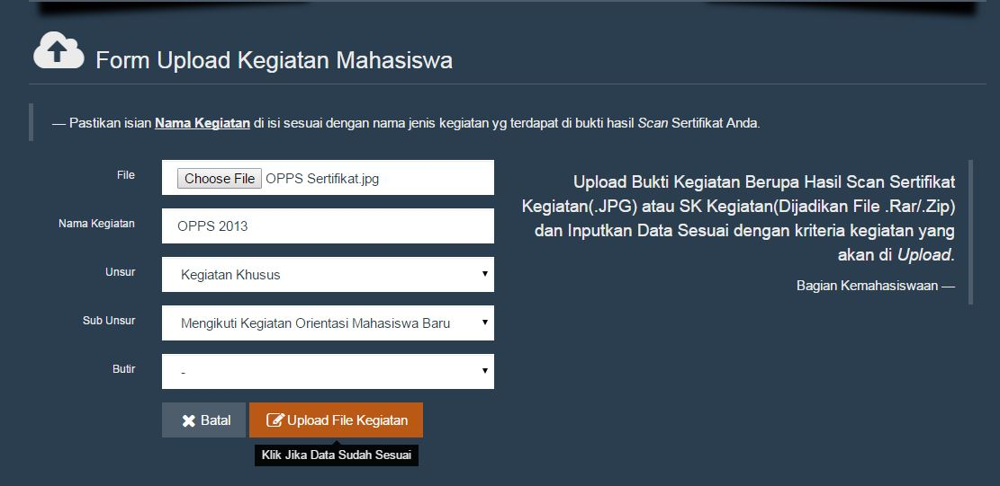 Form Upload Kegiatan Mahasiswa
— Pastikan isian Nama Kegiatan di isi sesuai dengan nama jenis kegiatan yg terdapat di bukti hasil Scan Sertifikat Anda.
File
Choose File OPPS Sertifikat.jpg
Nama Kegiatan
OPPS 2013
Unsur
Kegiatan Khusus
Sub Unsur
Mengikuti Kegiatan Orientasi Mahasiswa Baru
Butir
-
Batal
Upload File Kegiatan
Klik Jika Data Sudah Sesuai
Upload Bukti Kegiatan Berupa Hasil Scan Sertifikat
Kegiatan(.JPG) atau SK Kegiatan(Dijadikan File .Rar/.Zip)
dan Inputkan Data Sesuai dengan kriteria kegiatan yang
akan di Upload.
Bagian Kemahasiswaan —